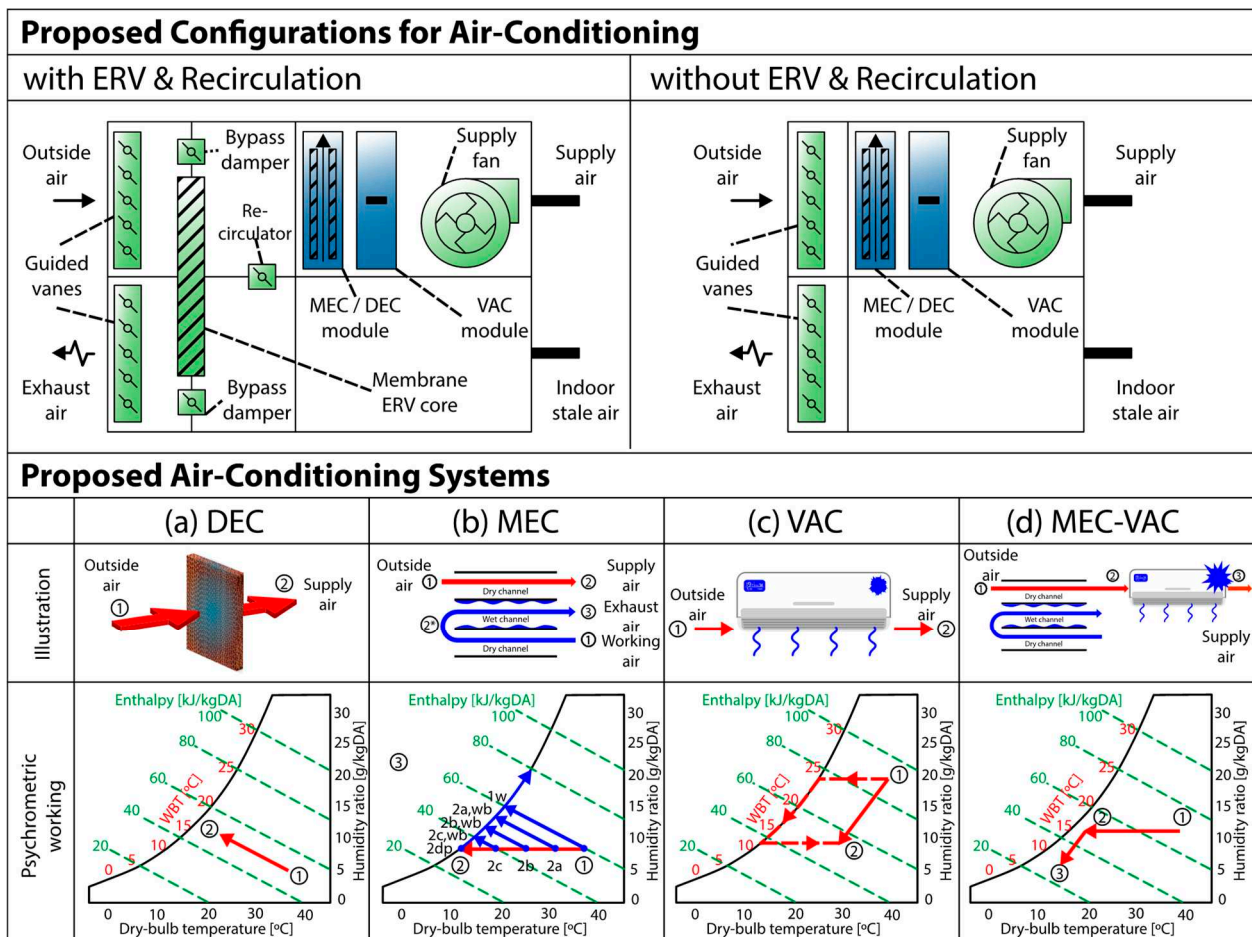 Proposed Configurations for Air-Conditioning
with ERV & Recirculation
without ERV & Recirculation
Outside
air
Bypass
damper
Supply
fan
Supply
air
Re-
circulator
Guided
vanes
MEC / DEC
module
VAC
module
Exhaust
air
Bypass
damper
Membrane
ERV core
Indoor
stale air
Outside
air
Supply
fan
Supply
air
Guided
vanes
MEC / DEC
module
VAC
module
Exhaust
air
Indoor
stale air
Proposed Air-Conditioning Systems
(a) DEC
(b) MEC
(c) VAC
(d) MEC-VAC
Illustration
Outside
air
①
②
Supply
air
Outside
air
①
②
Supply
air
Dry channel
③
Exhaust
air
2*
Wet channel
①
Working
air
Dry channel
Outside
air
①
Supply
air
②
Outside
air
①
②
③
Dry channel
Wet channel
Dry channel
Supply
air
Psychrometric
working
Enthalpy [kJ/kgDA]
100
80
60
40
20
WBT [ºC]
30
25
20
15
10
5
0
②
①
30
25
20
15
10
5
0
Humidity ratio [g/kgDA]
0 10 20 30 40
Dry-bulb temperature [ºC]
Enthalpy [kJ/kgDA]
100
80
60
40
20
③
1w
2a,wb
2b,wb
2c,wb
2dp
② 2c 2b 2a ①
30
25
20
15
10
5
0
Humidity ratio [g/kgDA]
0 10 20 30 40
Dry-bulb temperature [ºC]
Enthalpy [kJ/kgDA]
100
80
60
40
20
WBT [ºC]
30
25
20
15
10
5
0
①
②
30
25
20
15
10
5
0
Humidity ratio [g/kgDA]
0 10 20 30 40
Dry-bulb temperature [ºC]
Enthalpy [kJ/kgDA]
100
80
60
40
20
WBT [ºC]
30
25
20
15
10
5
0
② ①
③
30
25
20
15
10
5
0
Humidity ratio [g/kgDA]
0 10 20 30 40
Dry-bulb temperature [ºC]